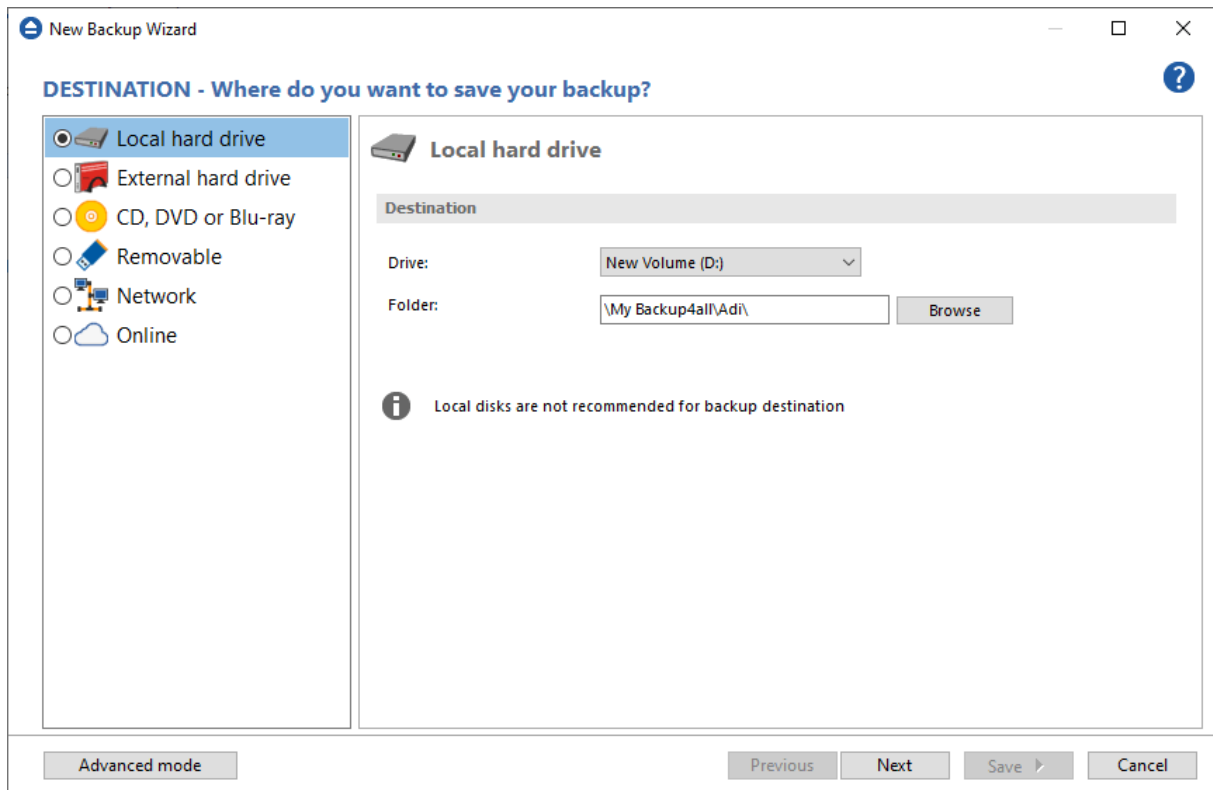 New Backup Wizard
DESTINATION - Where do you want to save your backup?
Local hard drive
External hard drive
CD, DVD or Blu-ray
Removable
Network
Online
Local hard drive
Destination
Drive: New Volume (D:)
Folder: \My Backup4all\Adi\ Browse
Local disks are not recommended for backup destination
Advanced mode Previous Next Save Cancel